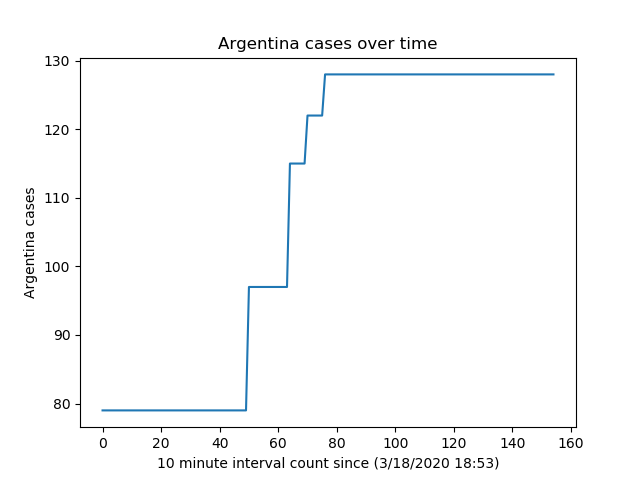 Argentina cases over time
130
120
110
100
90
80
Argentina cases
0 20 40 60 80 100 120 140 160
10 minute interval count since (3/18/2020 18:53)